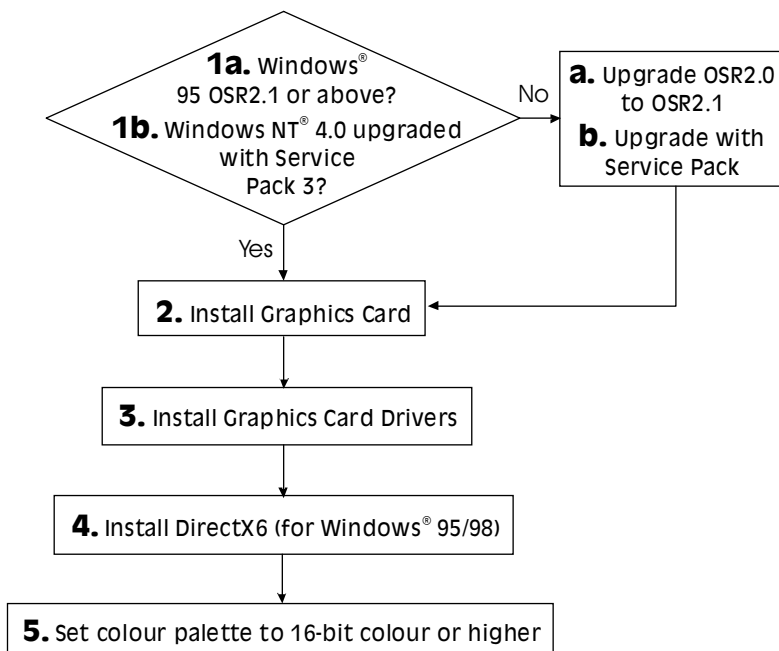 1a. Windows®
95 OSR2.1 or above?
1b. Windows NT® 4.0 upgraded
with Service
Pack 3?
No
a. Upgrade OSR2.0
to OSR2.1
b. Upgrade with
Service Pack
Yes
2. Install Graphics Card
3. Install Graphics Card Drivers
4. Install DirectX6 (for Windows® 95/98)
5. Set colour palette to 16-bit colour or higher